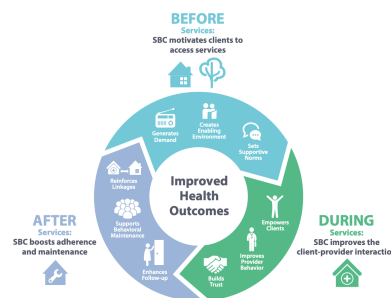 BEFORE
Services:
SBC motivates clients to
access services
Generates
Demand
Creates
Enabling
Environment
Sets
Supportive
Norms
Improved
Health
Outcomes
Empowers
Clients
Improves
Provider
Behavior
Builds
Trust
DURING
Services:
SBC improves the
client-provider interactio
Enhances
Follow-up
Supports
Behavioral
Maintenance
Reinforces
Linkages
AFTER
Services:
SBC boosts adherence
and maintenance